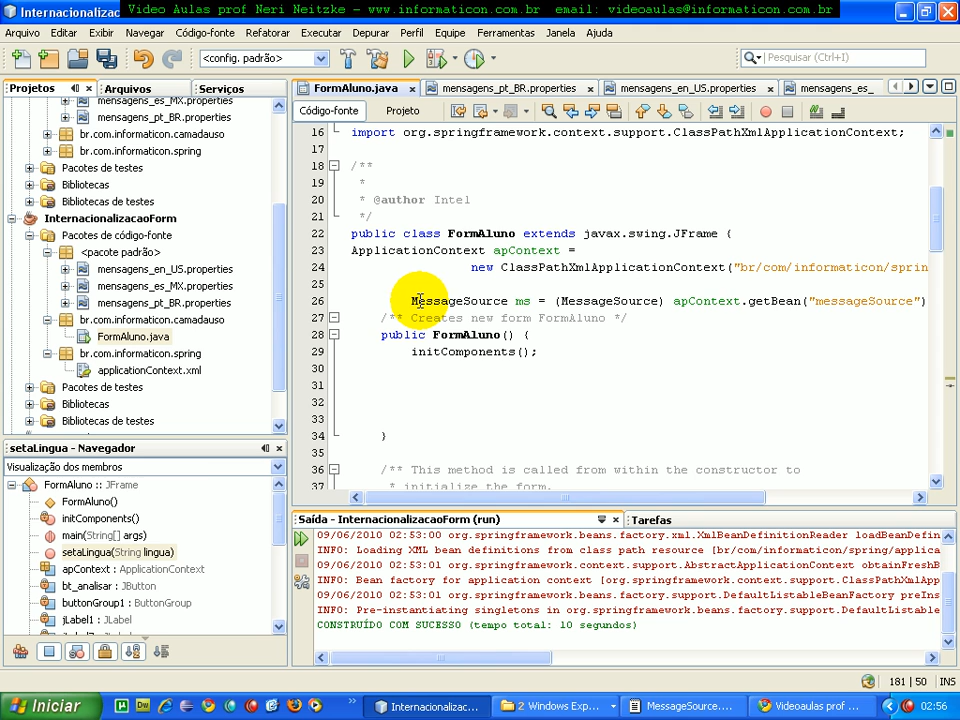 Internacionalizac
Video Aulas prof Neri Neitzke – www.informaticon.com.br email: videoaulas@informaticon.com.br
Arquivo Editar Exibir Navegar Código-fonte Refatorar Executar Depurar Perfil Equipe Ferramentas Janela Ajuda
<config. padrão>
Pesquisar (Ctrl+I)
Projetos Arquivos Serviços
mensagens_es_MX.properties
mensagens_pt_BR.properties
br.com.informaticon.camadauso
br.com.informaticon.spring
Pacotes de testes
Bibliotecas
Bibliotecas de testes
InternacionalizacaoForm
Pacotes de código-fonte
<pacote padrão>
mensagens_en_US.properties
mensagens_es_MX.properties
mensagens_pt_BR.properties
br.com.informaticon.camadauso
FormAluno.java
br.com.informaticon.spring
applicationContext.xml
Pacotes de testes
Bibliotecas
Bibliotecas de testes
setaLingua - Navegador
Visualização dos membros
FormAluno :: JFrame
FormAluno()
initComponents()
main(String[] args)
setaLingua(String lingua)
apContext : ApplicationContext
bt_analisar : JButton
buttonGroup1 : ButtonGroup
jLabel1 : JLabel
FormAluno.java mensagens_pt_BR.properties mensagens_en_US.properties mensagens_es_
Código-fonte Projeto
16 import org.springframework.context.support.ClassPathXmlApplicationContext;
17
18 /**
19 *
20 * @author Intel
21 */
22 public class FormAluno extends javax.swing.JFrame {
23 ApplicationContext apContext =
24 new ClassPathXmlApplicationContext("br/com/informaticon/sprin
25
26 MessageSource ms = (MessageSource) apContext.getBean("messageSource")
27 /** Creates new form FormAluno */
28 public FormAluno() {
29 initComponents();
30
31
32
33
34 }
35
36 /** This method is called from within the constructor to
37 * initialize the form.
Saída - InternacionalizacaoForm (run) Tarefas
09/06/2010 02:53:00 org.springframework.beans.factory.xml.XmlBeanDefinitionReader loadBeanDefin
INFO: Loading XML bean definitions from class path resource [br/com/informaticon/spring/applica
09/06/2010 02:53:01 org.springframework.context.support.AbstractApplicationContext obtainFreshB
INFO: Bean factory for application context [org.springframework.context.support.ClassPathXmlApp
09/06/2010 02:53:01 org.springframework.beans.factory.support.DefaultListableBeanFactory preIns
INFO: Pre-instantiating singletons in org.springframework.beans.factory.support.DefaultListable
CONSTRUÍDO COM SUCESSO (tempo total: 10 segundos)
181 | 50 INS
Iniciar
Internacionalizac...
2 Windows Exp...
MessageSource....
Videoaulas prof ...
02:56